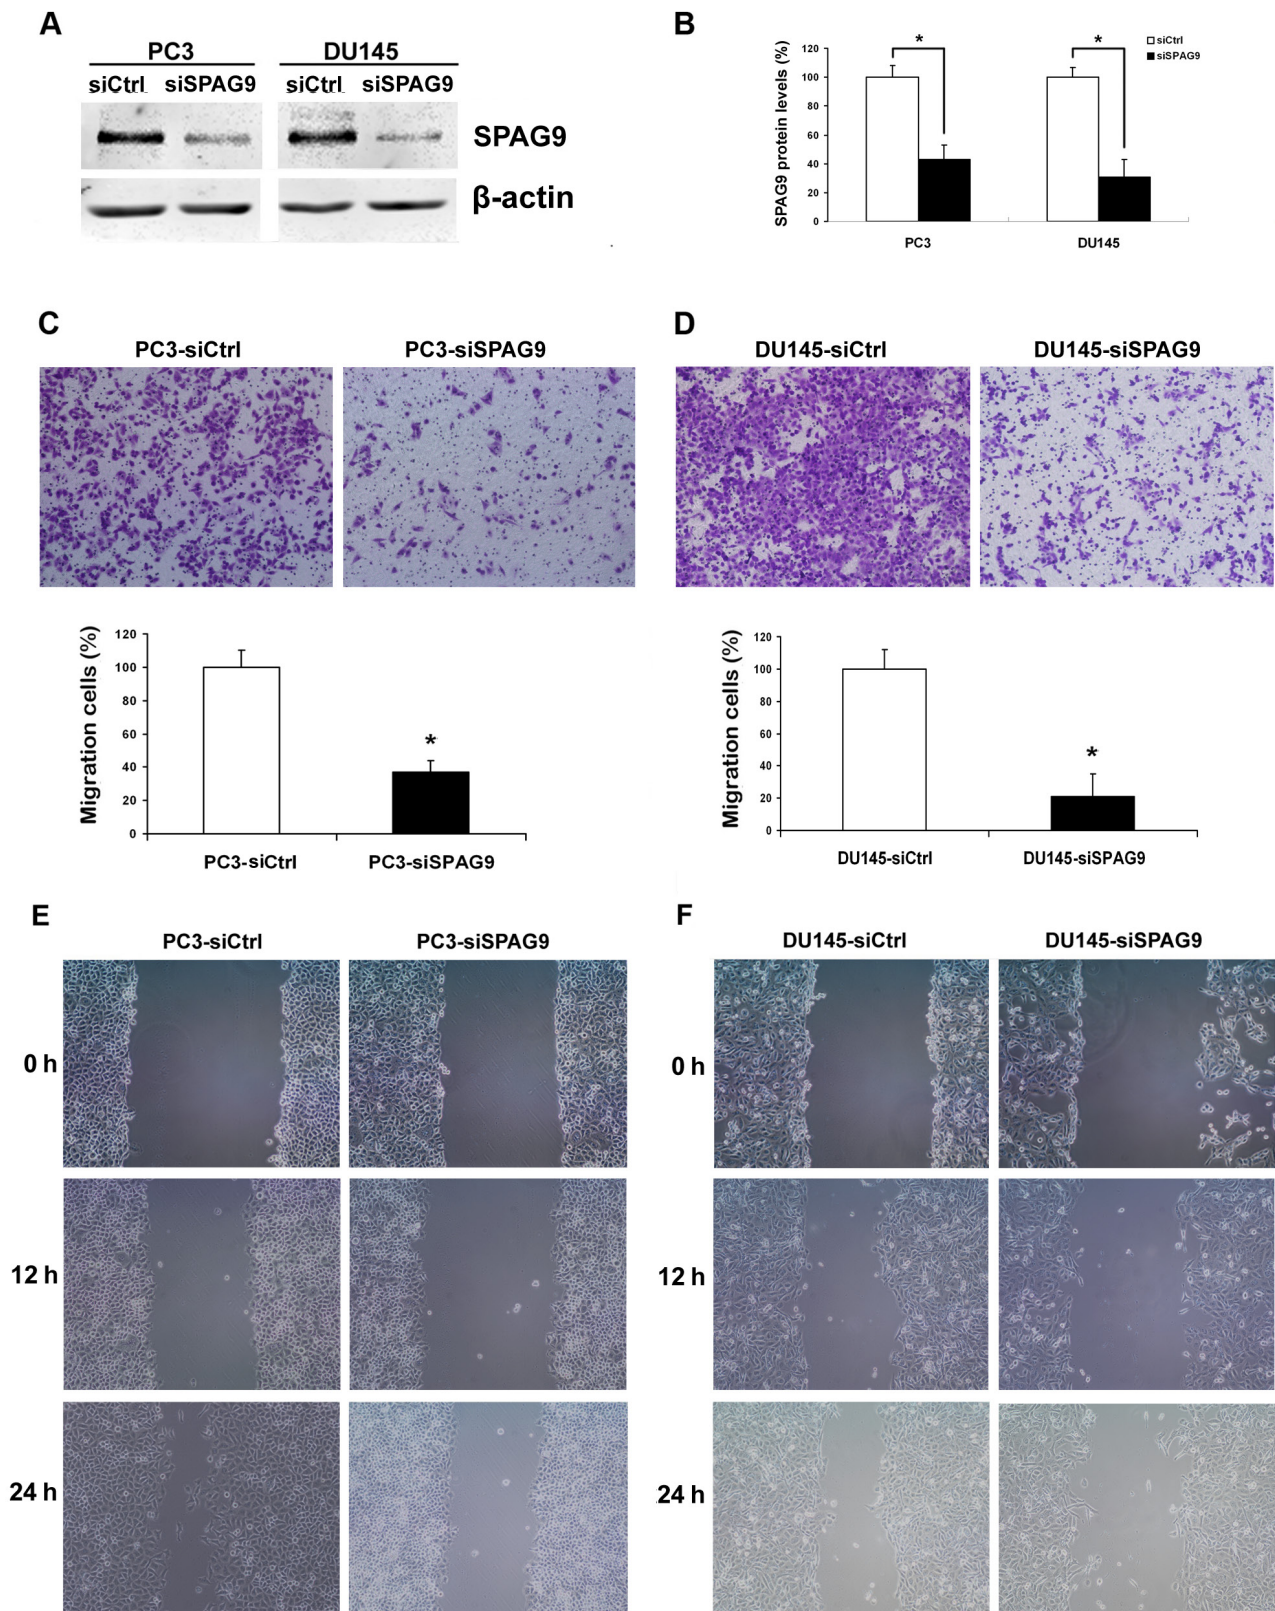 A
PC3 DU145
siCtrl siSPAG9 siCtrl siSPAG9
SPAG9
β-actin
B
siCtrl
siSPAG9
SPAG9 protein levels (%)
120
100
80
60
40
20
0
*
*
PC3 DU145
C
PC3-siCtrl PC3-siSPAG9
Migration cells (%)
120
100
80
60
40
20
0
*
PC3-siCtrl PC3-siSPAG9
D
DU145-siCtrl DU145-siSPAG9
Migration cells (%)
120
100
80
60
40
20
0
*
DU145-siCtrl DU145-siSPAG9
E
PC3-siCtrl PC3-siSPAG9
0 h
12 h
24 h
F
DU145-siCtrl DU145-siSPAG9
0 h
12 h
24 h